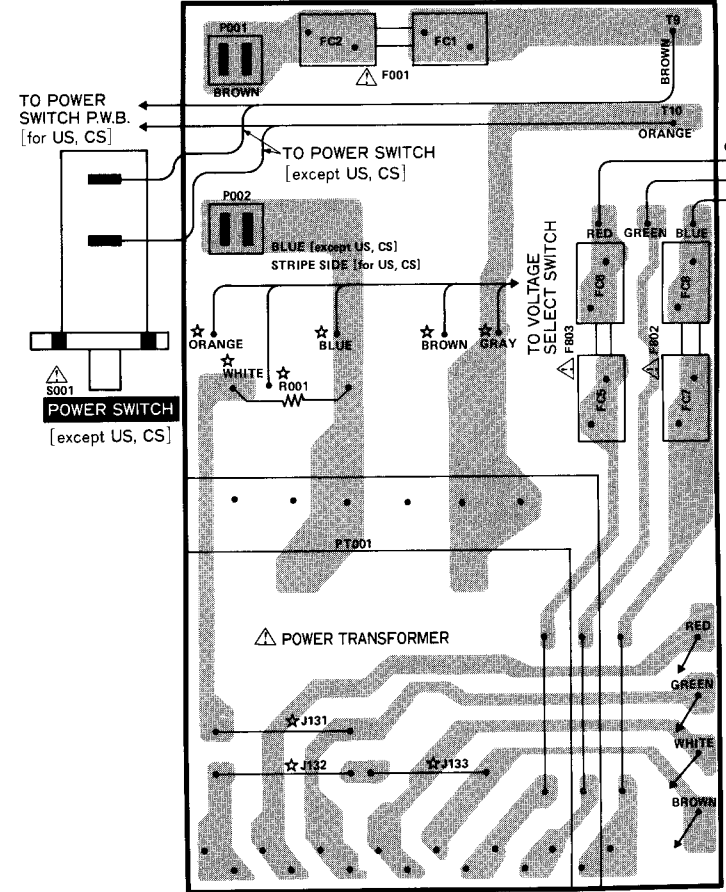 P001
FC2
FC1
T9
⚠ F001
BROWN
BROWN
TO POWER
SWITCH P.W.B.
[for US, CS]
T10
ORANGE
TO POWER SWITCH
[except US, CS]
P002
BLUE [except US, CS]
STRIPE SIDE [for US, CS]
RED
GREEN
BLUE
TO VOLTAGE
SELECT SWITCH
⚠ F803
⚠ F802
FC5
FC7
☆ ORANGE
☆ BLUE
☆ BROWN
☆ GRAY
☆ WHITE
☆ R001
⚠
S001
POWER SWITCH
[except US, CS]
PT001
⚠ POWER TRANSFORMER
RED
GREEN
WHITE
BROWN
☆ J131
☆ J132
☆ J133